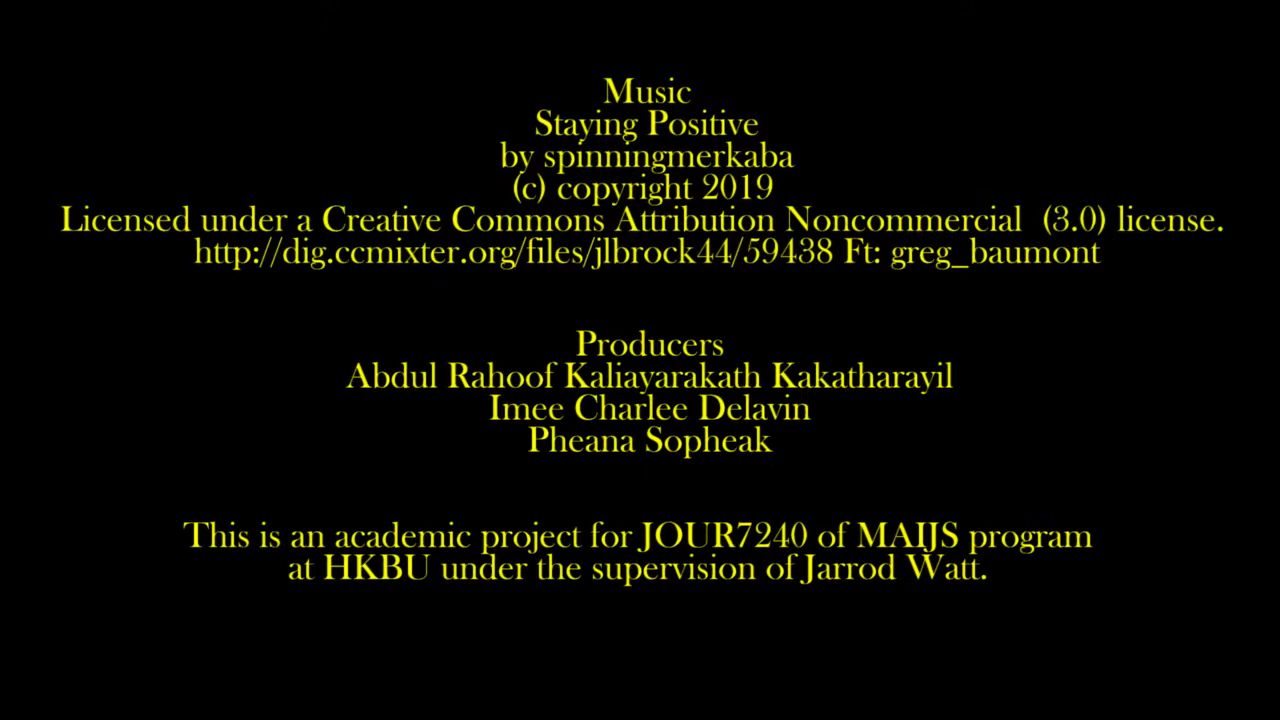 Music
Staying Positive
by spinningmerkaba
(c) copyright 2019
Licensed under a Creative Commons Attribution Noncommercial  (3.0) license.
http://dig.ccmixter.org/files/jlbrock44/59438 Ft: greg_baumont
Producers
Abdul Rahoof Kaliayarakath Kakatharayil
Imee Charlee Delavin
Pheana Sopheak
This is an academic project for JOUR7240 of MAIJS program
at HKBU under the supervision of Jarrod Watt.